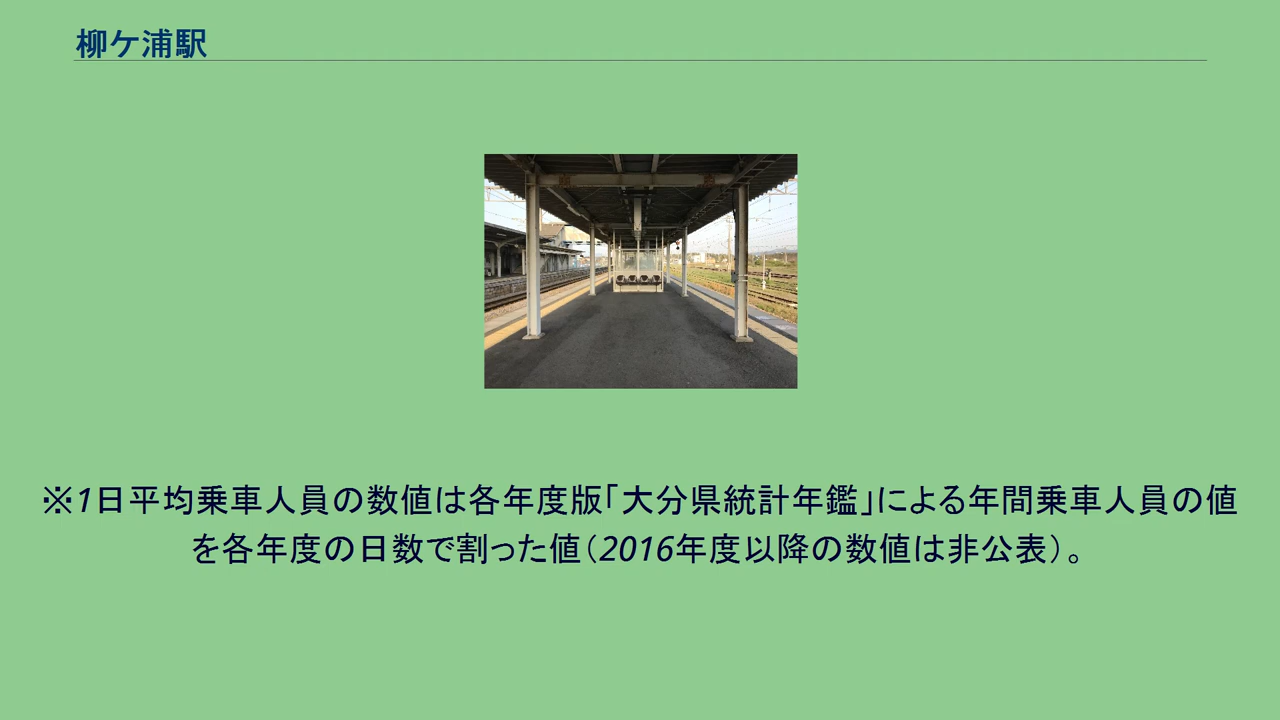 柳ケ浦駅
※1日平均乗車人員の数値は各年度版｢大分県統計年鑑｣による年間乗車人員の値
を各年度の日数で割った値（2016年度以降の数値は非公表）。